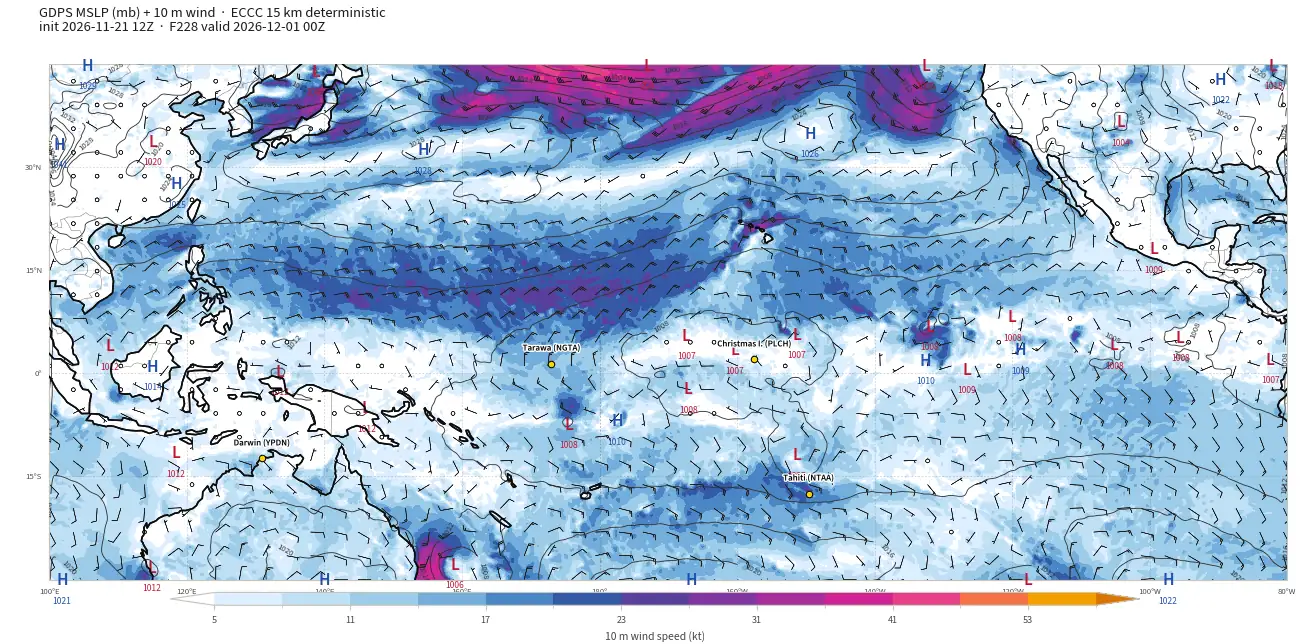 GDPS MSLP (mb) + 10 m wind · ECCC 15 km deterministic
init 2026-11-21 12Z · F228 valid 2026-12-01 00Z
H
1029
L
L
L
L
1018
H
1022
H
L
1020
H
1028
H
1026
L
1004
H
30°N
L
1009
15°N
L
1012
H
1014
L
L
1012
Tarawa (NGTA)
L
1007
Christmas I. (PLCH)
L
1007
L
1007
L
1008
L
1008
H
1010
H
1009
L
1009
L
1008
L
1008
L
1007
0°
L
1008
L
1008
H
1010
Darwin (YPDN)
L
1012
L
Tahiti (NTAA)
15°S
H
1021
L
1012
H
L
1006
H
L
H
1022
100°E
120°E
140°E
160°E
180°
160°W
140°W
120°W
100°W
80°W
5
11
17
23
31
41
53
10 m wind speed (kt)